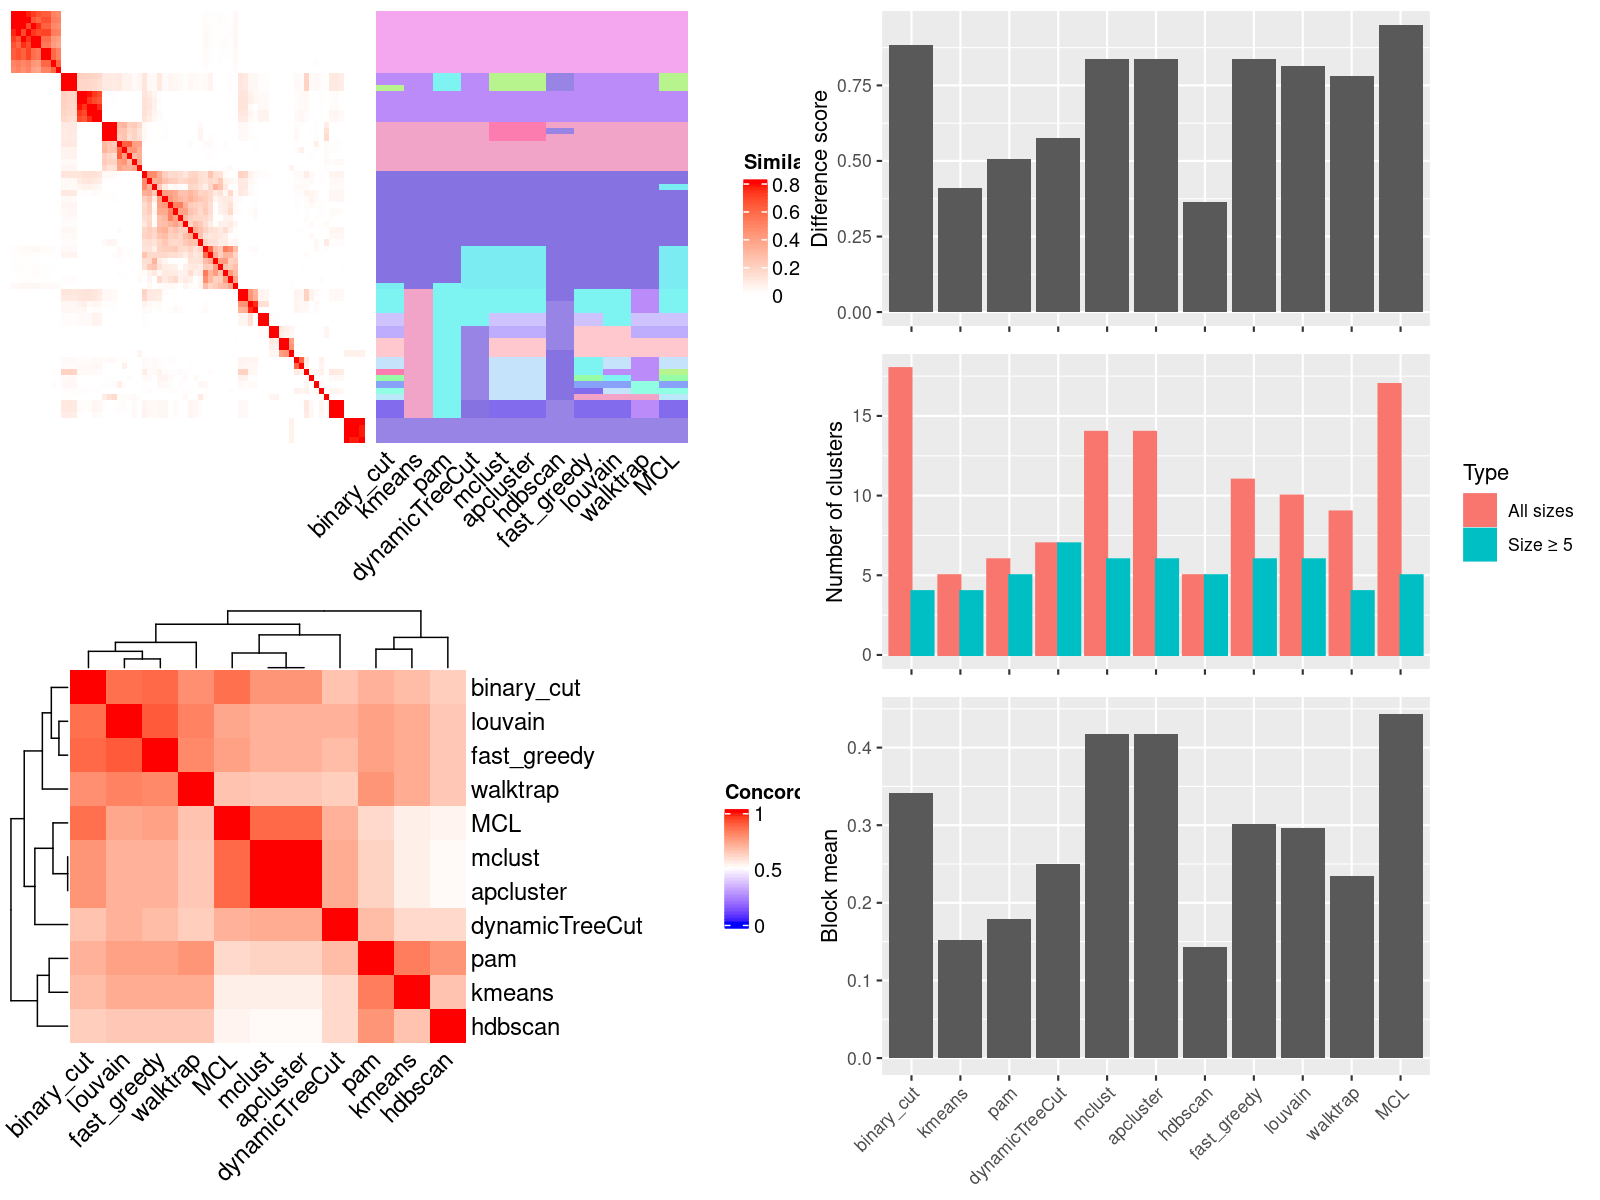 Simila
0.8
0.6
0.4
0.2
0
binary_cut
kmeans
pam
dynamicTreeCut
mclust
apcluster
hdbscan
fast_greedy
louvain
walktrap
MCL
binary_cut
louvain
fast_greedy
walktrap
MCL
mclust
apcluster
dynamicTreeCut
pam
kmeans
hdbscan
Concord
1
0.5
0
binary_cut
louvain
fast_greedy
walktrap
MCL
mclust
apcluster
dynamicTreeCut
pam
kmeans
hdbscan
Difference score
0.75
0.50
0.25
0.00
Number of clusters
15
10
5
0
Type
All sizes
Size ≥ 5
Block mean
0.4
0.3
0.2
0.1
0.0
binary_cut
kmeans
pam
dynamicTreeCut
mclust
apcluster
hdbscan
fast_greedy
louvain
walktrap
MCL